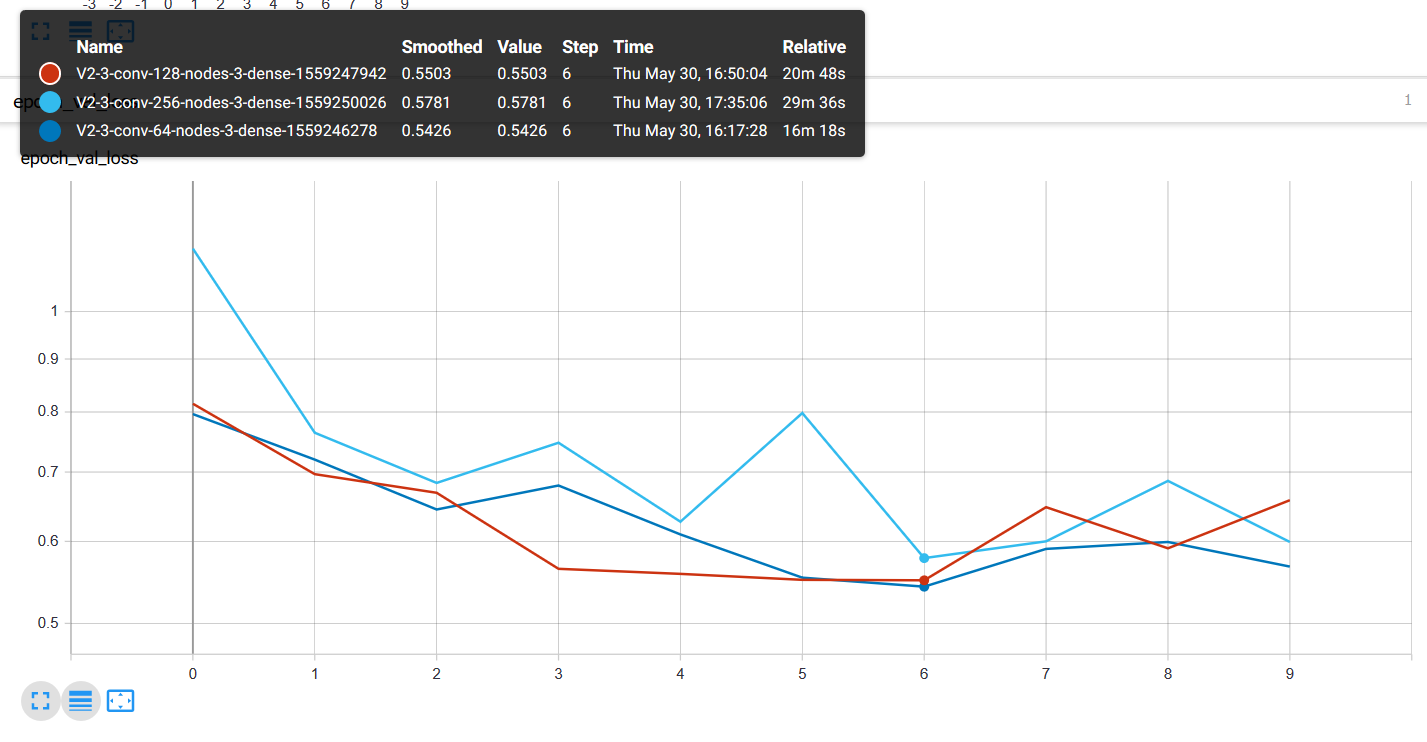 -3 -2 -1 0 1 2 3 4 5 6 7 8 9
Name Smoothed Value Step Time Relative
V2-3-conv-128-nodes-3-dense-1559247942 0.5503 0.5503 6 Thu May 30, 16:50:04 20m 48s
V2-3-conv-256-nodes-3-dense-1559250026 0.5781 0.5781 6 Thu May 30, 17:35:06 29m 36s
V2-3-conv-64-nodes-3-dense-1559246278 0.5426 0.5426 6 Thu May 30, 16:17:28 16m 18s
epoch_val_loss 1
epoch_val_loss
1
0.9
0.8
0.7
0.6
0.5
0 1 2 3 4 5 6 7 8 9